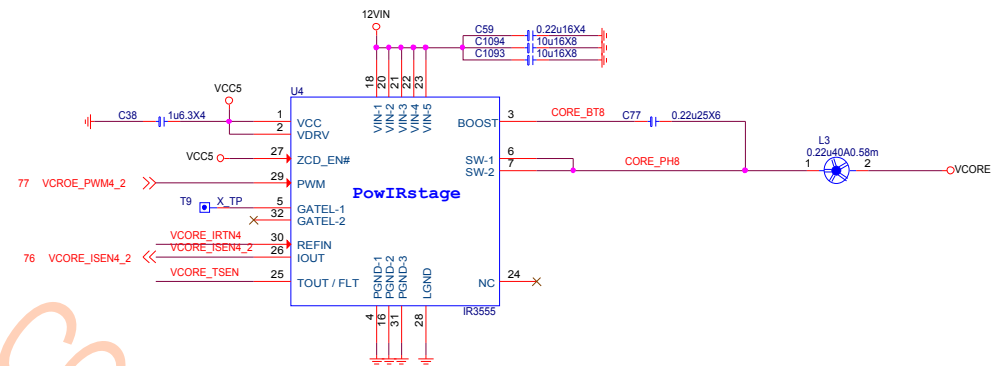 12VIN
C59 0.22u16X4
C1094 10u16X8
C1093 10u16X8
18 20 21 22 23
VCC5
U4
VIN-1 VIN-2 VIN-3 VIN-4 VIN-5
C38 1u6.3X4
1 VCC
2 VDRV
BOOST 3 CORE_BT8 C77 0.22u25X6
VCC5 27 ZCD_EN#
SW-1 6
SW-2 7 CORE_PH8
L3
0.22u40A0.58m
1 2 VCORE
77 VCROE_PWM4_2 29 PWM
PowIRstage
T9 X_TP 5 GATEL-1
32 GATEL-2
VCORE_IRTN4 30 REFIN
76 VCORE_ISEN4_2 VCORE_ISEN4_2 26 IOUT
VCORE_TSEN 25 TOUT / FLT
NC 24
PGND-1 PGND-2 PGND-3 LGND
IR3555
4 16 31 28